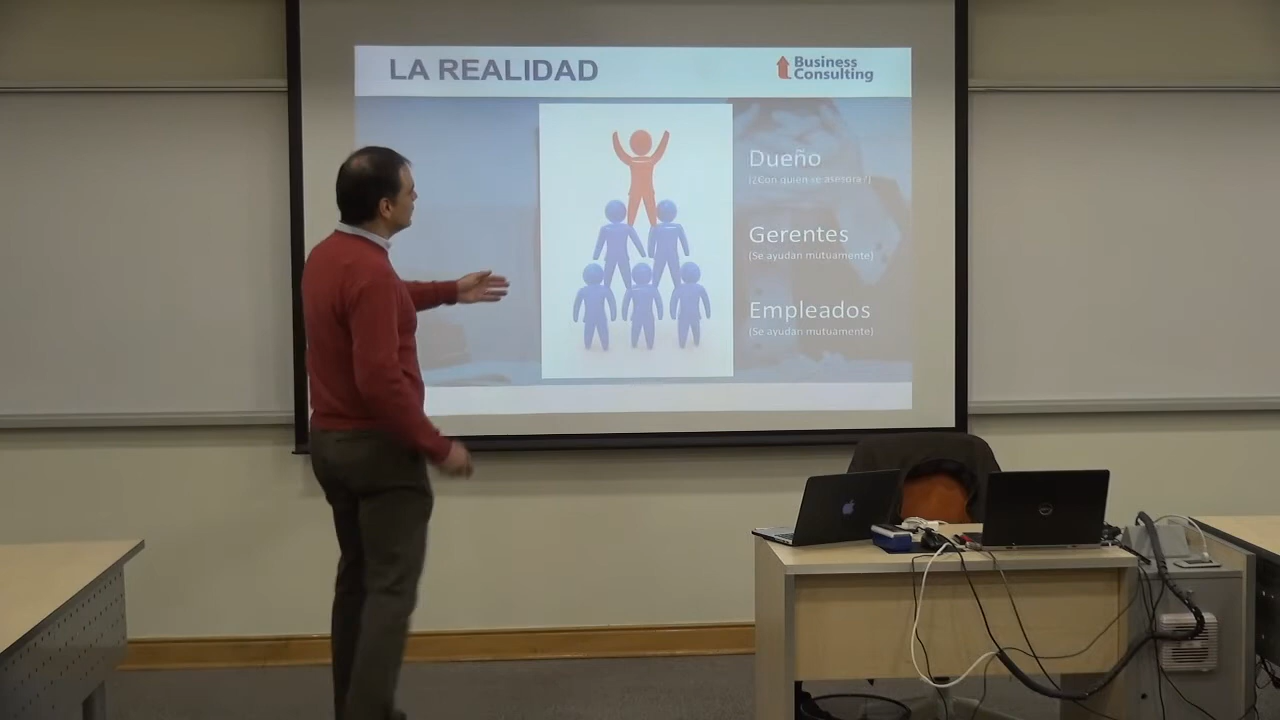 LA REALIDAD
Business
Consulting
Dueño
(¿Con quien se asesora?)
Gerentes
(Se ayudan mutuamente)
Empleados
(Se ayudan mutuamente)